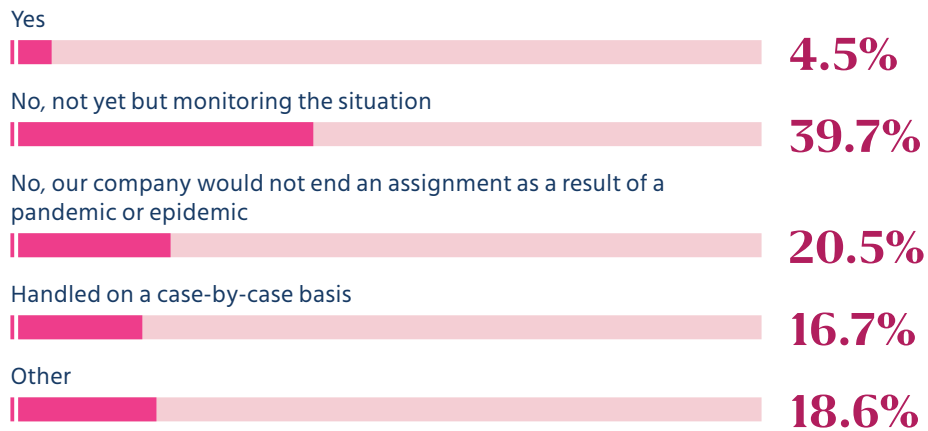 Yes
4.5%
No, not yet but monitoring the situation
39.7%
No, our company would not end an assignment as a result of a
pandemic or epidemic
20.5%
Handled on a case-by-case basis
16.7%
Other
18.6%